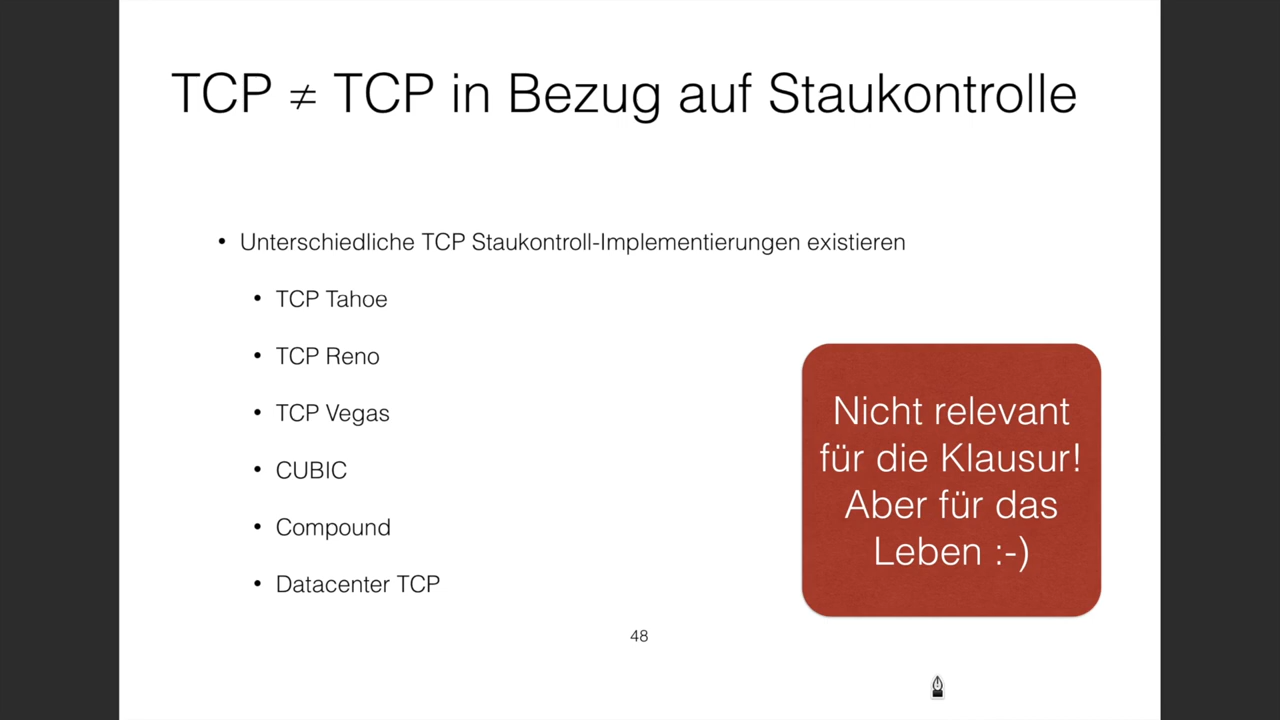 TCP ≠ TCP in Bezug auf Staukontrolle
• Unterschiedliche TCP Staukontroll-Implementierungen existieren
• TCP Tahoe
• TCP Reno
• TCP Vegas
• CUBIC
• Compound
• Datacenter TCP
Nicht relevant
für die Klausur!
Aber für das
Leben :-)
48